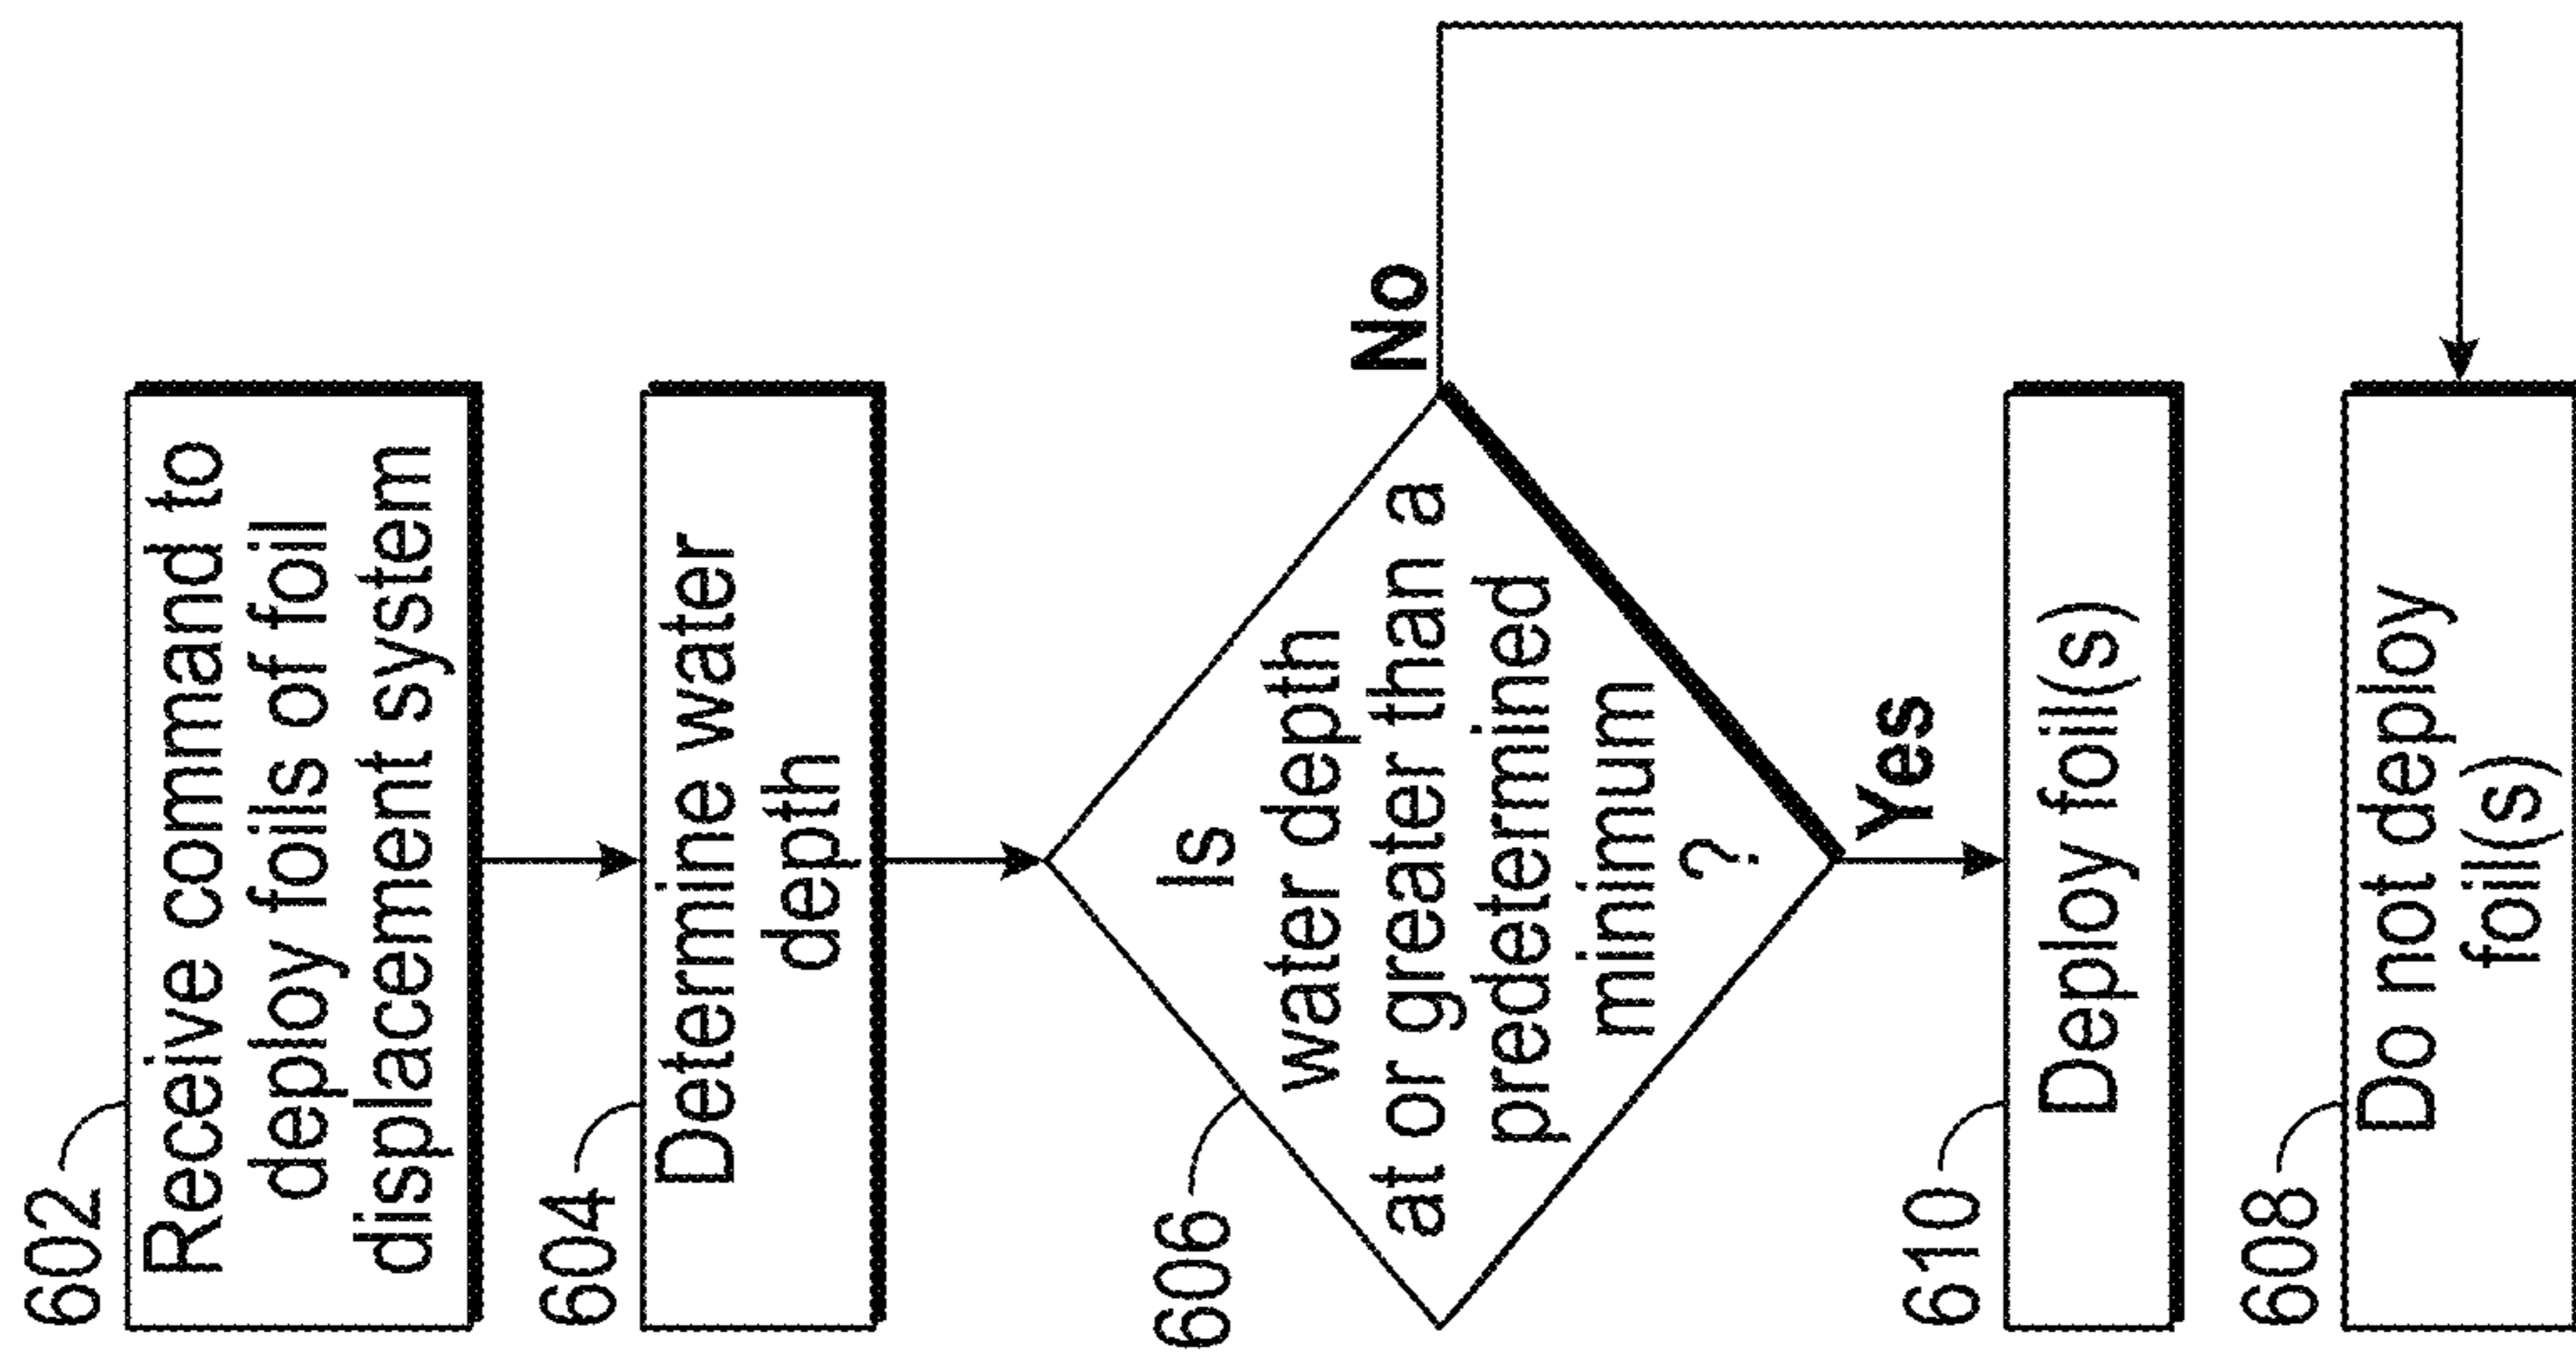 602
Receive command to
deploy foils of foil
displacement system
604
Determine water
depth
606
Is
water depth
at or greater than a
predetermined
minimum
?
No
Yes
610
Deploy foil(s)
608
Do not deploy
foil(s)